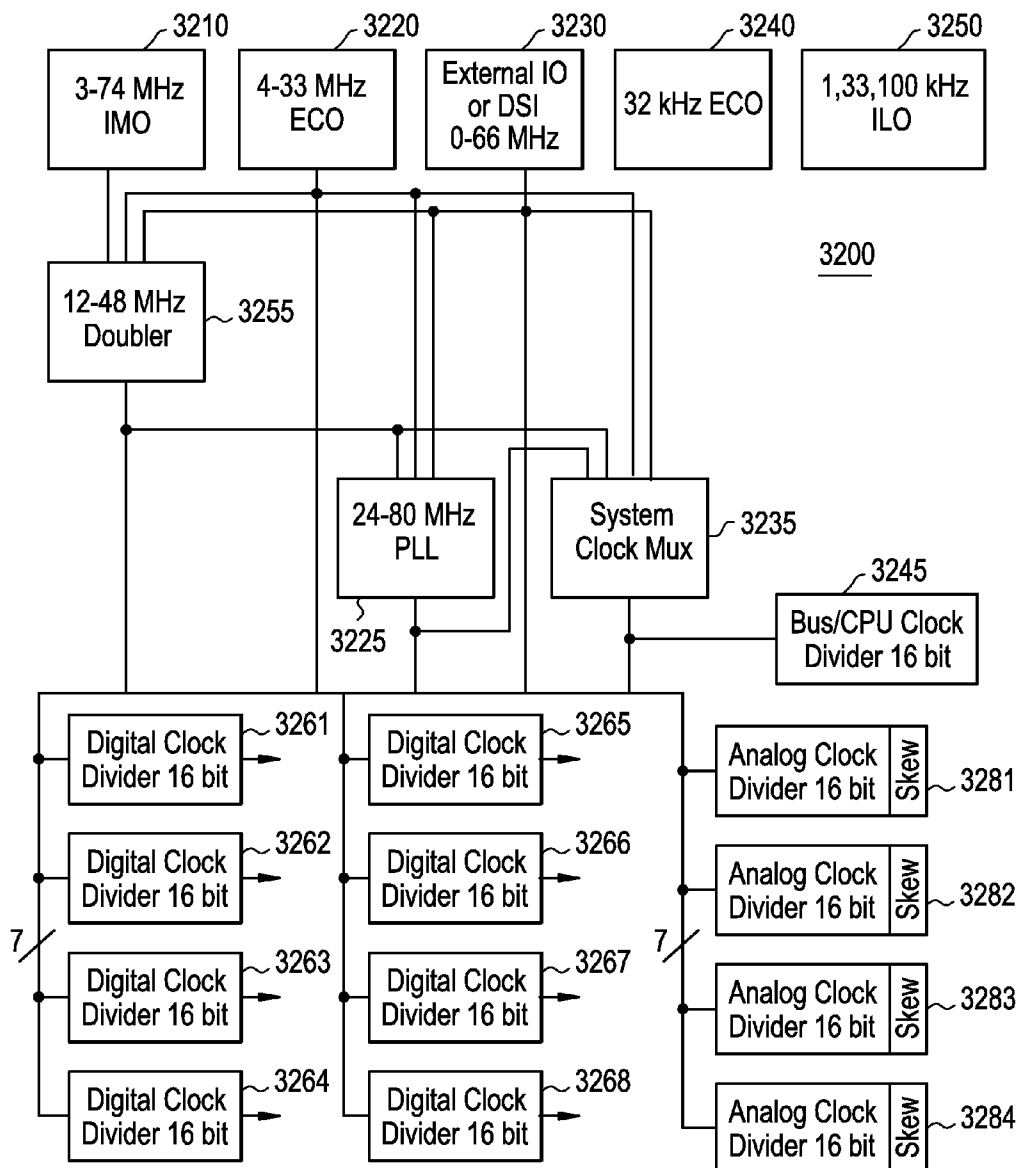 3210
3220
3230
3240
3250
3-74 MHz
IMO
4-33 MHz
ECO
External IO
or DSI
0-66 MHz
32 kHz ECO
1,33,100 kHz
ILO
3200
12-48 MHz
Doubler
3255
24-80 MHz
PLL
3225
System
Clock Mux
3235
3245
Bus/CPU Clock
Divider 16 bit
Digital Clock
Divider 16 bit
3261
Digital Clock
Divider 16 bit
3265
Analog Clock
Divider 16 bit
Skew
3281
Digital Clock
Divider 16 bit
3262
Digital Clock
Divider 16 bit
3266
Analog Clock
Divider 16 bit
Skew
3282
7
7
Digital Clock
Divider 16 bit
3263
Digital Clock
Divider 16 bit
3267
Analog Clock
Divider 16 bit
Skew
3283
Digital Clock
Divider 16 bit
3264
Digital Clock
Divider 16 bit
3268
Analog Clock
Divider 16 bit
Skew
3284